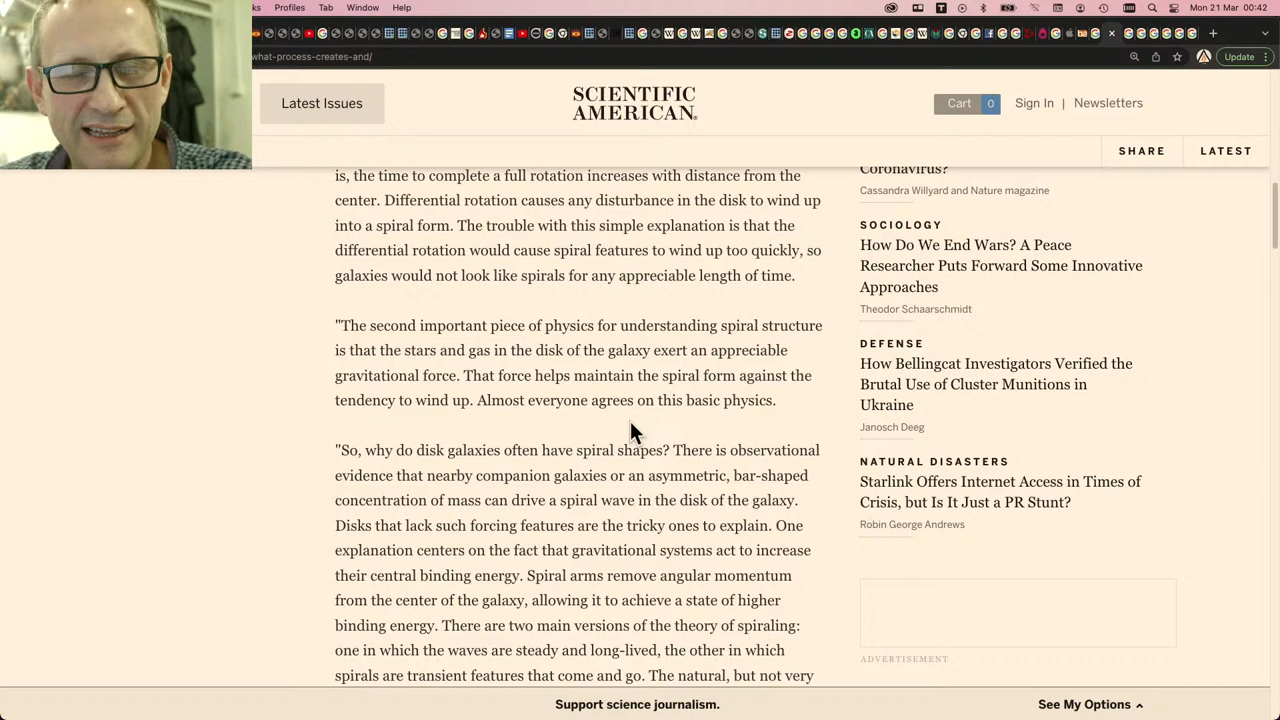 ks Profiles Tab Window Help
Mon 21 Mar 00:42
what-process-creates-and/
Update
Latest Issues
SCIENTIFIC
AMERICAN
Cart 0
Sign In | Newsletters
SHARE
LATEST
is, the time to complete a full rotation increases with distance from the
center. Differential rotation causes any disturbance in the disk to wind up
into a spiral form. The trouble with this simple explanation is that the
differential rotation would cause spiral features to wind up too quickly, so
galaxies would not look like spirals for any appreciable length of time.
"The second important piece of physics for understanding spiral structure
is that the stars and gas in the disk of the galaxy exert an appreciable
gravitational force. That force helps maintain the spiral form against the
tendency to wind up. Almost everyone agrees on this basic physics.
"So, why do disk galaxies often have spiral shapes? There is observational
evidence that nearby companion galaxies or an asymmetric, bar-shaped
concentration of mass can drive a spiral wave in the disk of the galaxy.
Disks that lack such forcing features are the tricky ones to explain. One
explanation centers on the fact that gravitational systems act to increase
their central binding energy. Spiral arms remove angular momentum
from the center of the galaxy, allowing it to achieve a state of higher
binding energy. There are two main versions of the theory of spiraling:
one in which the waves are steady and long-lived, the other in which
spirals are transient features that come and go. The natural, but not very
Coronavirus?
Cassandra Willyard and Nature magazine
SOCIOLOGY
How Do We End Wars? A Peace
Researcher Puts Forward Some Innovative
Approaches
Theodor Schaarschmidt
DEFENSE
How Bellingcat Investigators Verified the
Brutal Use of Cluster Munitions in
Ukraine
Janosch Deeg
NATURAL DISASTERS
Starlink Offers Internet Access in Times of
Crisis, but Is It Just a PR Stunt?
Robin George Andrews
ADVERTISEMENT
Support science journalism.
See My Options